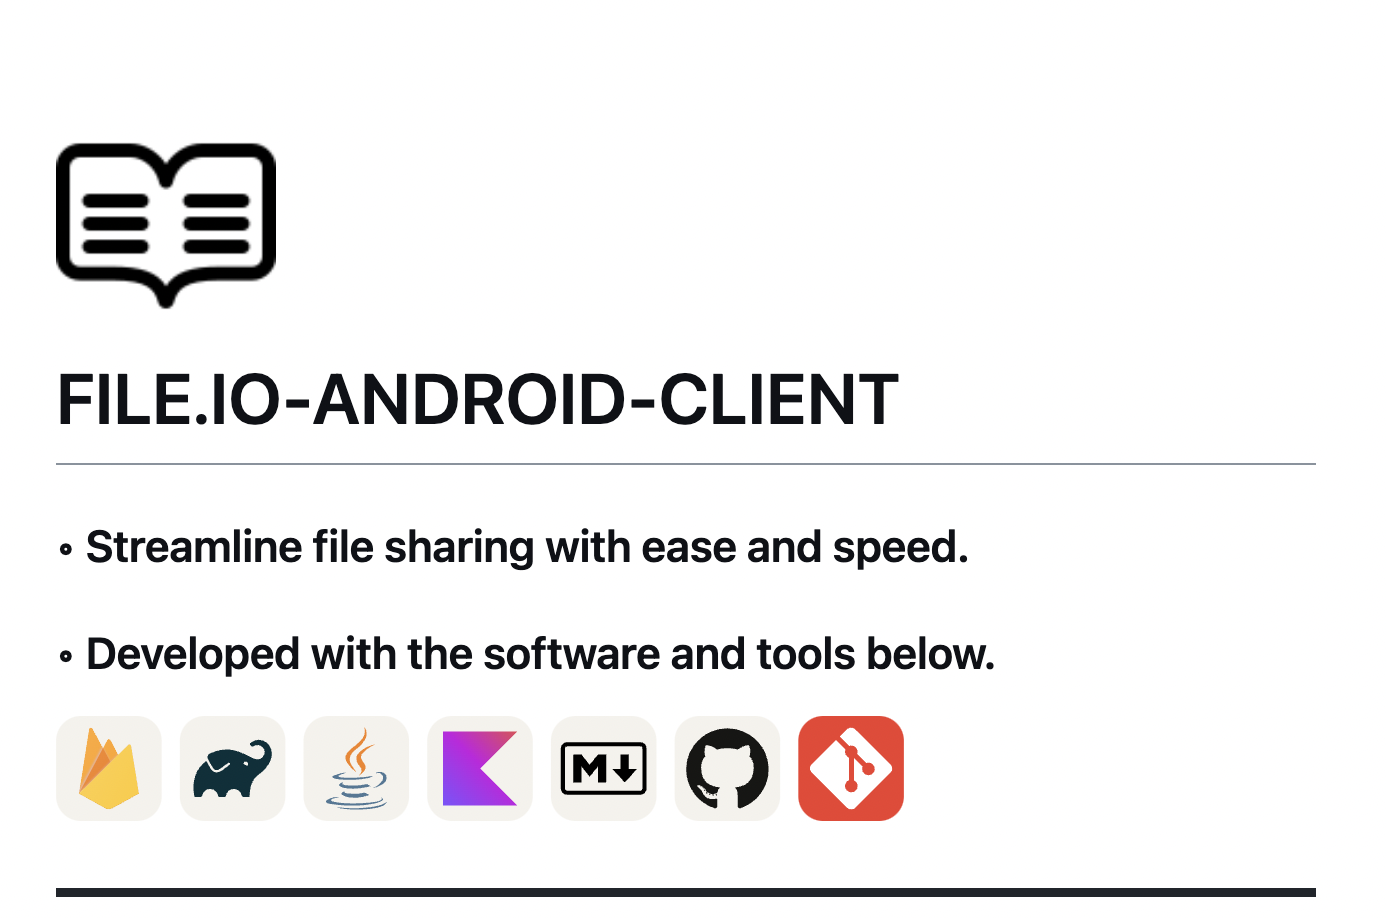 FILE.IO-ANDROID-CLIENT
∘ Streamline file sharing with ease and speed.
∘ Developed with the software and tools below.
M